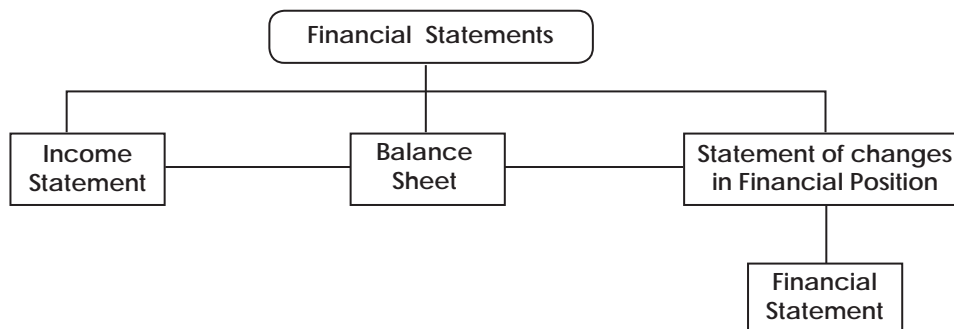 Financial Statements
Income
Statement
Balance
Sheet
Statement of changes
in Financial Position
Financial
Statement